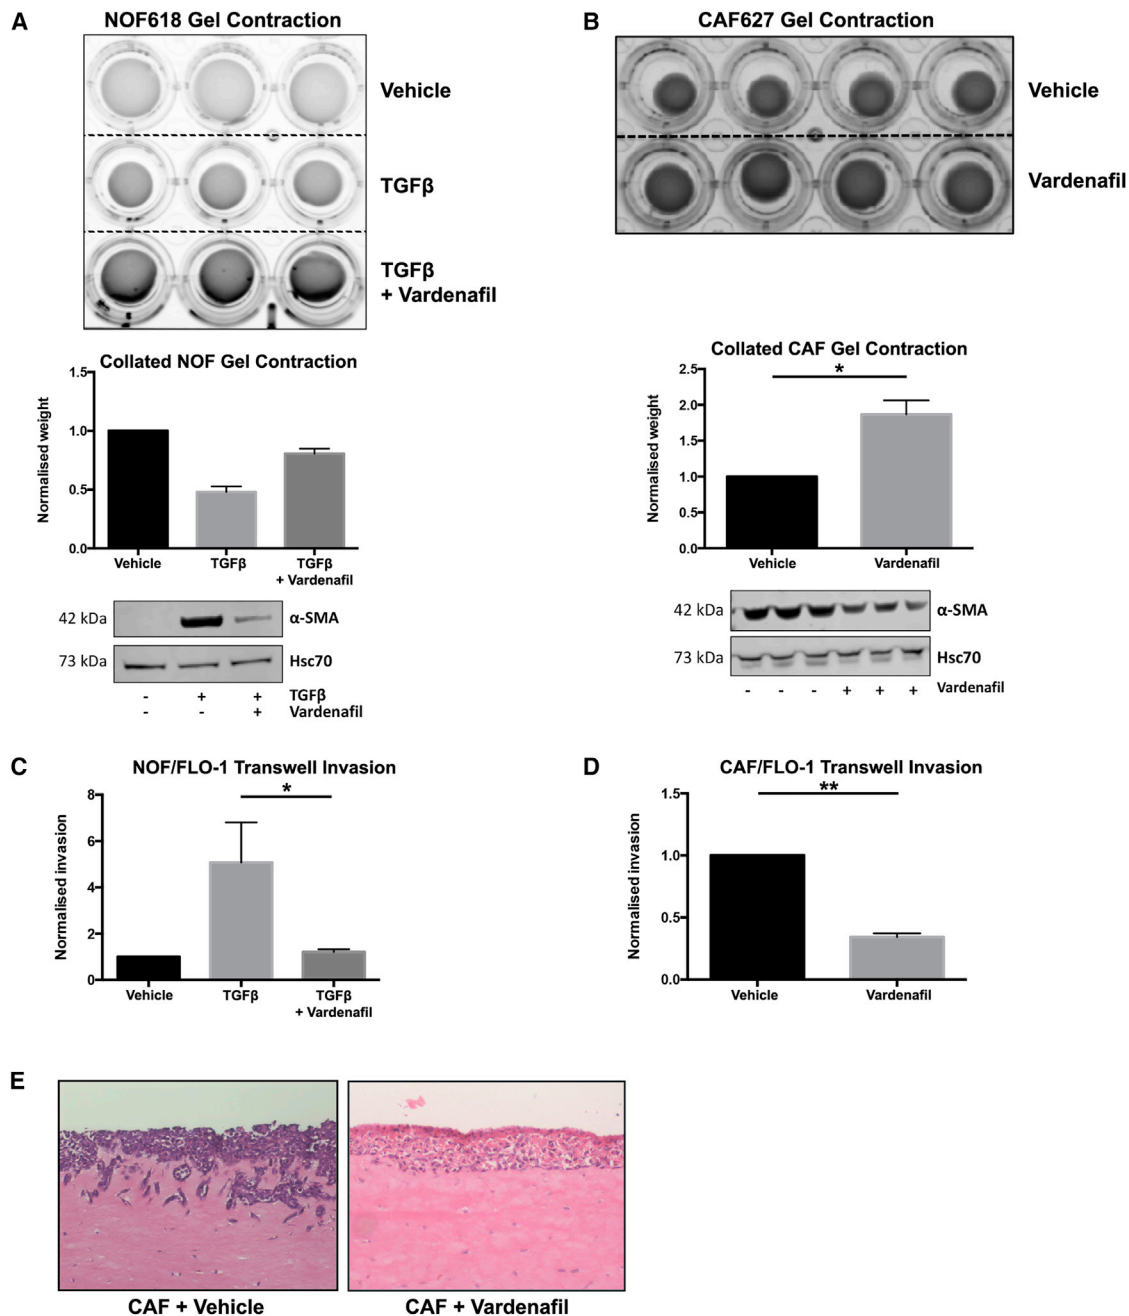 A
NOF618 Gel Contraction
Vehicle
TGFβ
TGFβ
+ Vardenafil
Collated NOF Gel Contraction
Normalised weight
1.5
1.0
0.5
0.0
Vehicle
TGFβ
TGFβ
+ Vardenafil
42 kDa
α-SMA
73 kDa
Hsc70
- + + TGFβ
- - + Vardenafil
B
CAF627 Gel Contraction
Vehicle
Vardenafil
Collated CAF Gel Contraction
*
Normalised weight
2.5
2.0
1.5
1.0
0.5
0.0
Vehicle
Vardenafil
42 kDa
α-SMA
73 kDa
Hsc70
- - - + + + Vardenafil
C
NOF/FLO-1 Transwell Invasion
*
Normalised invasion
8
6
4
2
0
Vehicle
TGFβ
TGFβ
+ Vardenafil
D
CAF/FLO-1 Transwell Invasion
**
Normalised invasion
1.5
1.0
0.5
0.0
Vehicle
Vardenafil
E
CAF + Vehicle
CAF + Vardenafil